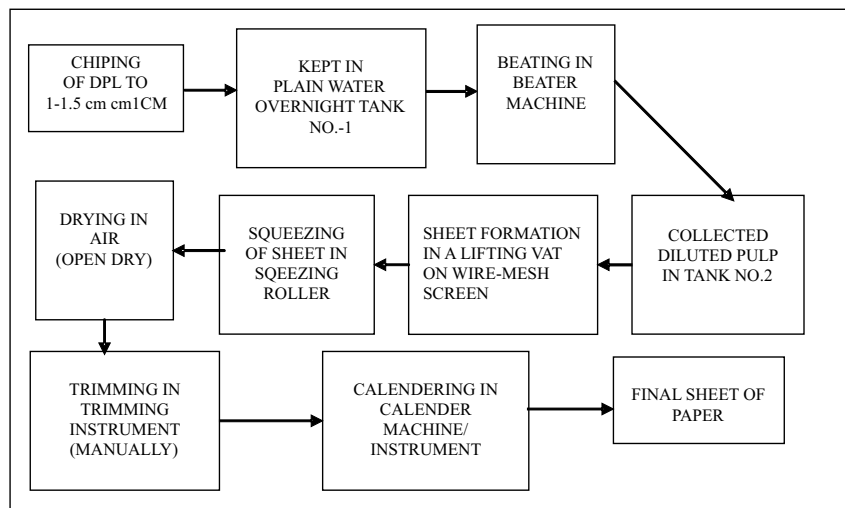 CHIPING
OF DPL TO
1-1.5 cm cm1CM
KEPT IN
PLAIN WATER
OVERNIGHT TANK
NO.-1
BEATING IN
BEATER
MACHINE
COLLECTED
DILUTED PULP
IN TANK NO.2
SHEET FORMATION
IN A LIFTING VAT
ON WIRE-MESH
SCREEN
SQUEEZING
OF SHEET IN
SQEEZING
ROLLER
DRYING IN
AIR
(OPEN DRY)
TRIMMING IN
TRIMMING
INSTRUMENT
(MANUALLY)
CALENDERING IN
CALENDER
MACHINE/
INSTRUMENT
FINAL SHEET OF
PAPER